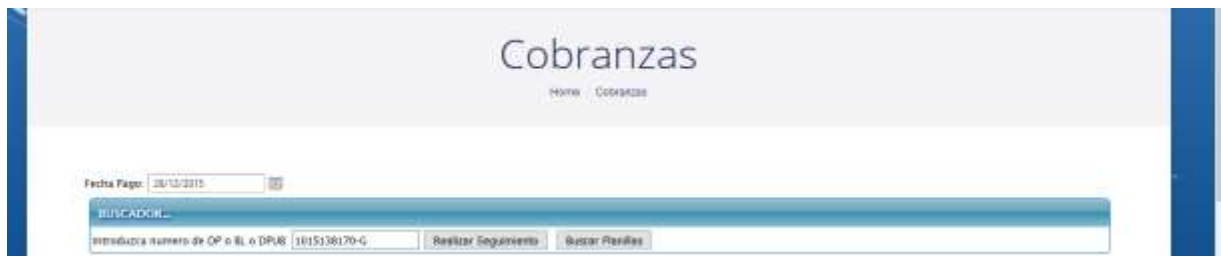 Cobranzas
Home Cobranzas
Fecha Pago: 28/12/2015
BUSCADOR...
Introduzca numero de OP o BL o DPUB 1015138170-G Realizar Seguimiento Buscar Planillas